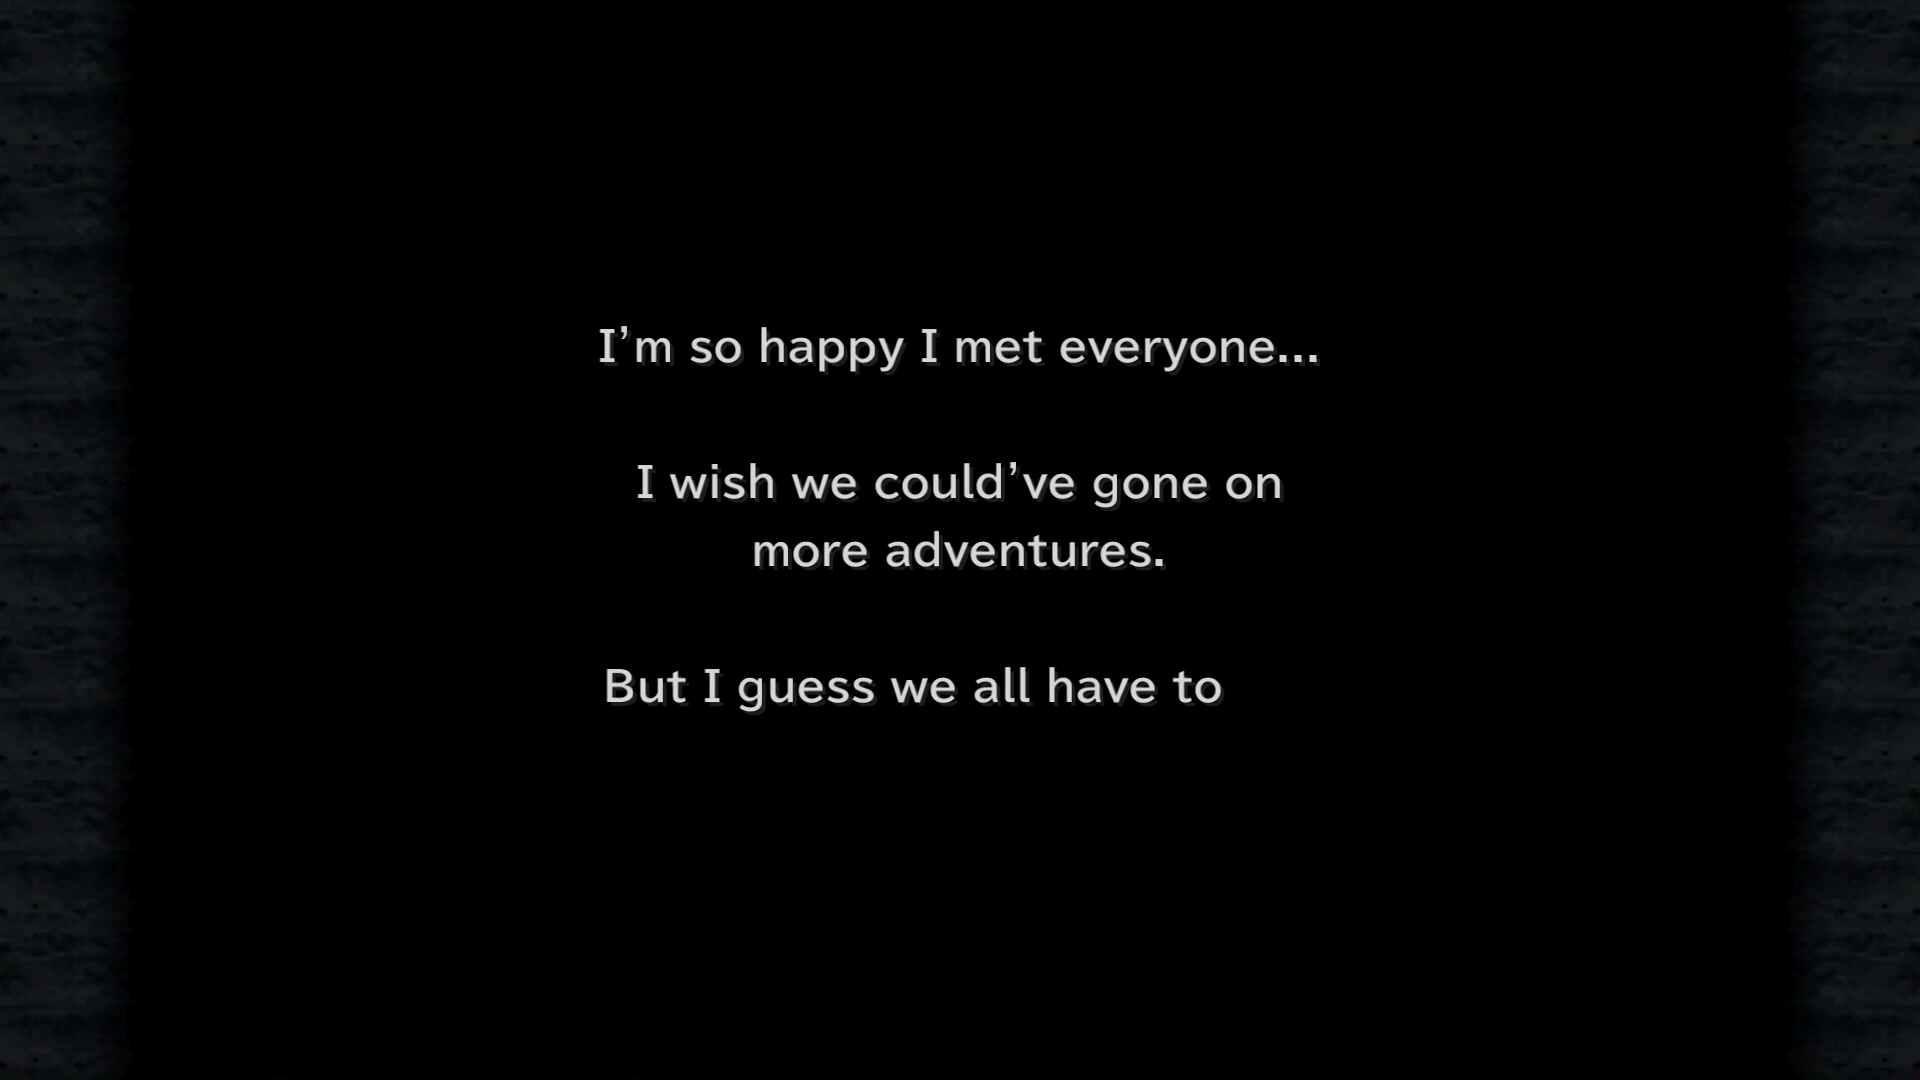 I’m so happy I met everyone...
I wish we could’ve gone on
more adventures.
But I guess we all have to